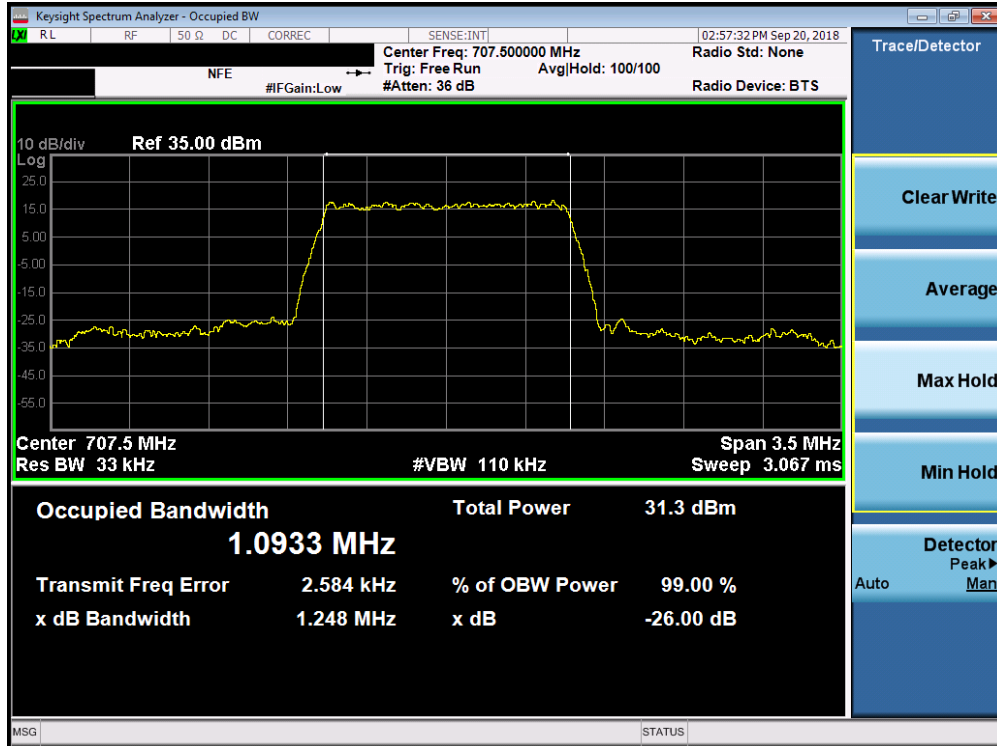 Keysight Spectrum Analyzer - Occupied BW
LXI RL RF 50 Ω DC CORREC SENSE:INT 02:57:32 PM Sep 20, 2018
Center Freq: 707.500000 MHz Radio Std: None
NFE Trig: Free Run Avg|Hold: 100/100
#IFGain:Low #Atten: 36 dB Radio Device: BTS
10 dB/div Ref 35.00 dBm
Log
25.0
15.0
5.00
-5.00
-15.0
-25.0
-35.0
-45.0
-55.0
Center 707.5 MHz Span 3.5 MHz
Res BW 33 kHz #VBW 110 kHz Sweep 3.067 ms
Occupied Bandwidth Total Power 31.3 dBm
1.0933 MHz
Transmit Freq Error 2.584 kHz % of OBW Power 99.00 %
x dB Bandwidth 1.248 MHz x dB -26.00 dB
Trace/Detector
Clear Write
Average
Max Hold
Min Hold
Detector
Peak▶
Auto Man
MSG STATUS